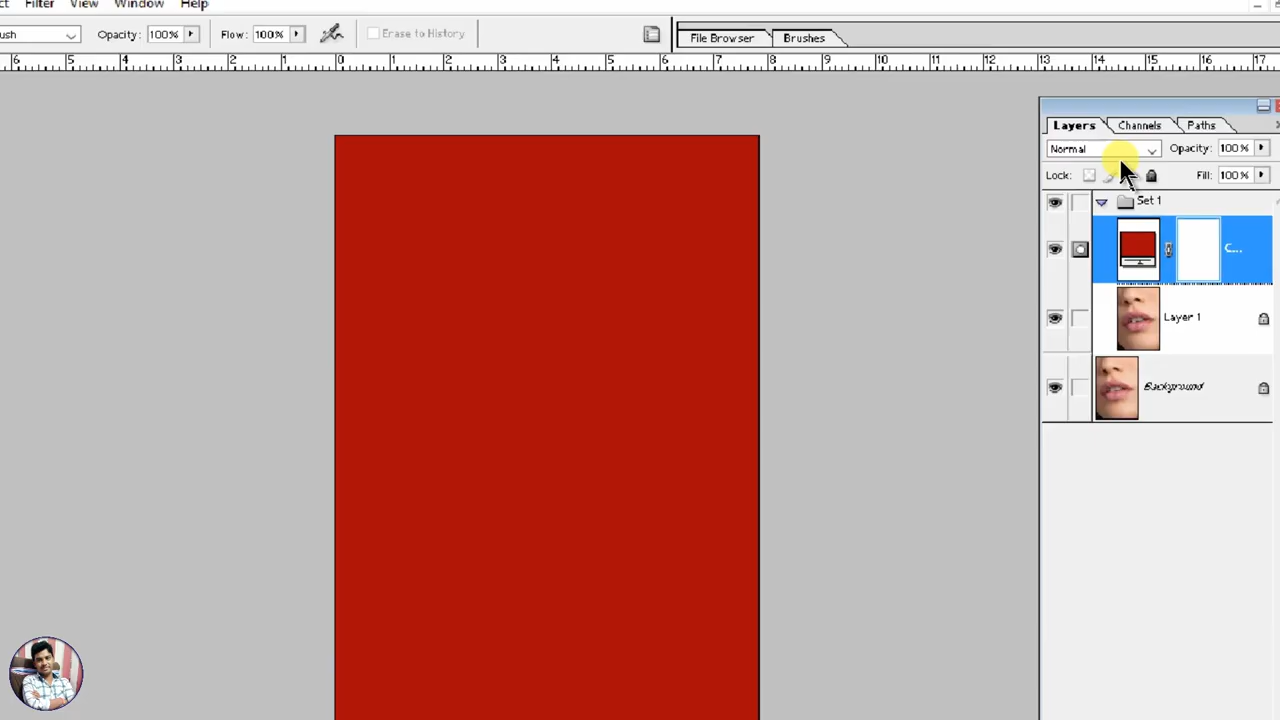 ct Filter View Window Help
ush Opacity: 100% Flow: 100% Erase to History File Browser Brushes
6 5 4 3 2 1 0 1 2 3 4 5 6 7 8 9 10 11 12 13 14 15 16 17
Layers Channels Paths
Normal Opacity: 100%
Lock: Fill: 100%
Set 1
C...
Layer 1
Background